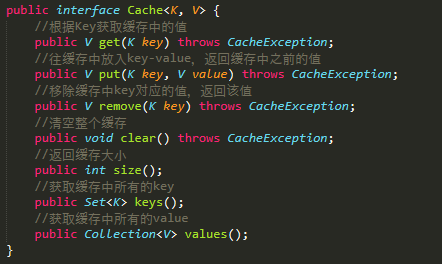 public interface Cache<K, V> {
//根据Key获取缓存中的值
public V get(K key) throws CacheException;
//往缓存中放入key-value，返回缓存中之前的值
public V put(K key, V value) throws CacheException;
//移除缓存中key对应的值，返回该值
public V remove(K key) throws CacheException;
//清空整个缓存
public void clear() throws CacheException;
//返回缓存大小
public int size();
//获取缓存中所有的key
public Set<K> keys();
//获取缓存中所有的value
public Collection<V> values();
}